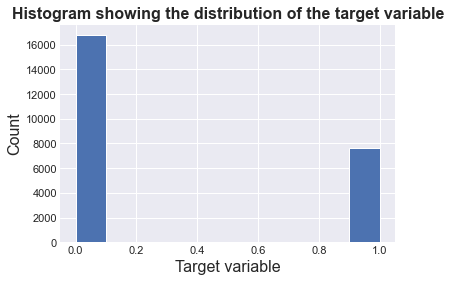 Histogram showing the distribution of the target variable
16000
14000
12000
10000
8000
6000
4000
2000
0
Count
0.0 0.2 0.4 0.6 0.8 1.0
Target variable